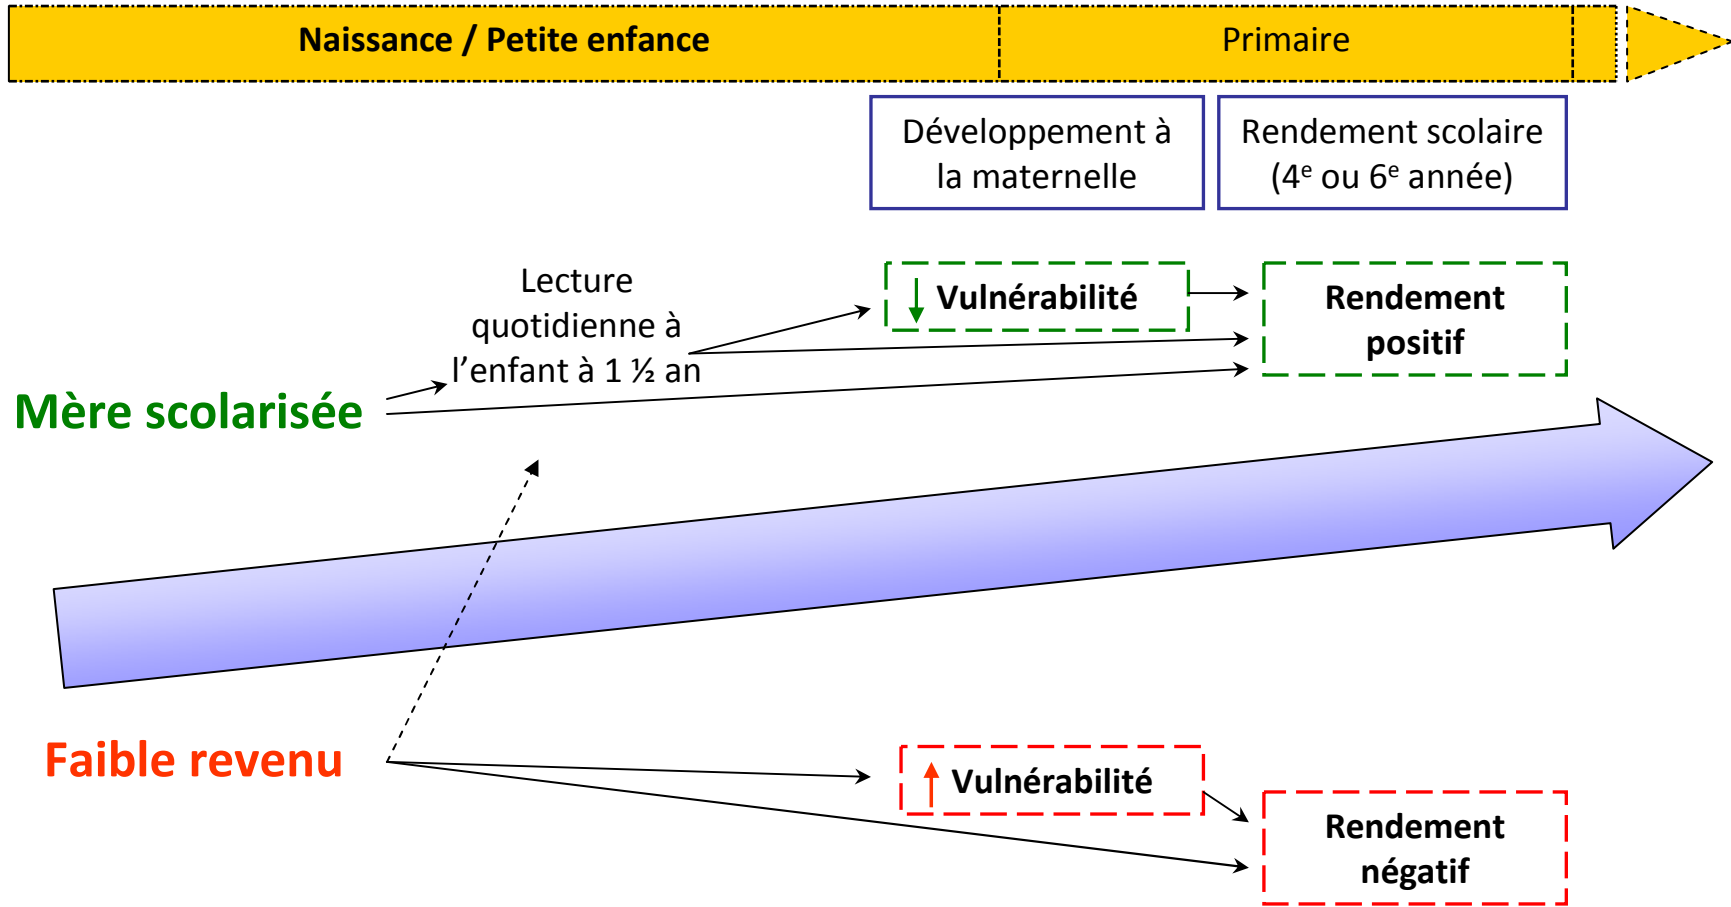 Naissance / Petite enfance
Primaire
Développement à
la maternelle
Rendement scolaire
(4e ou 6e année)
Lecture
quotidienne à
l’enfant à 1 ½ an
Vulnérabilité
Rendement
positif
Mère scolarisée
Faible revenu
Vulnérabilité
Rendement
négatif